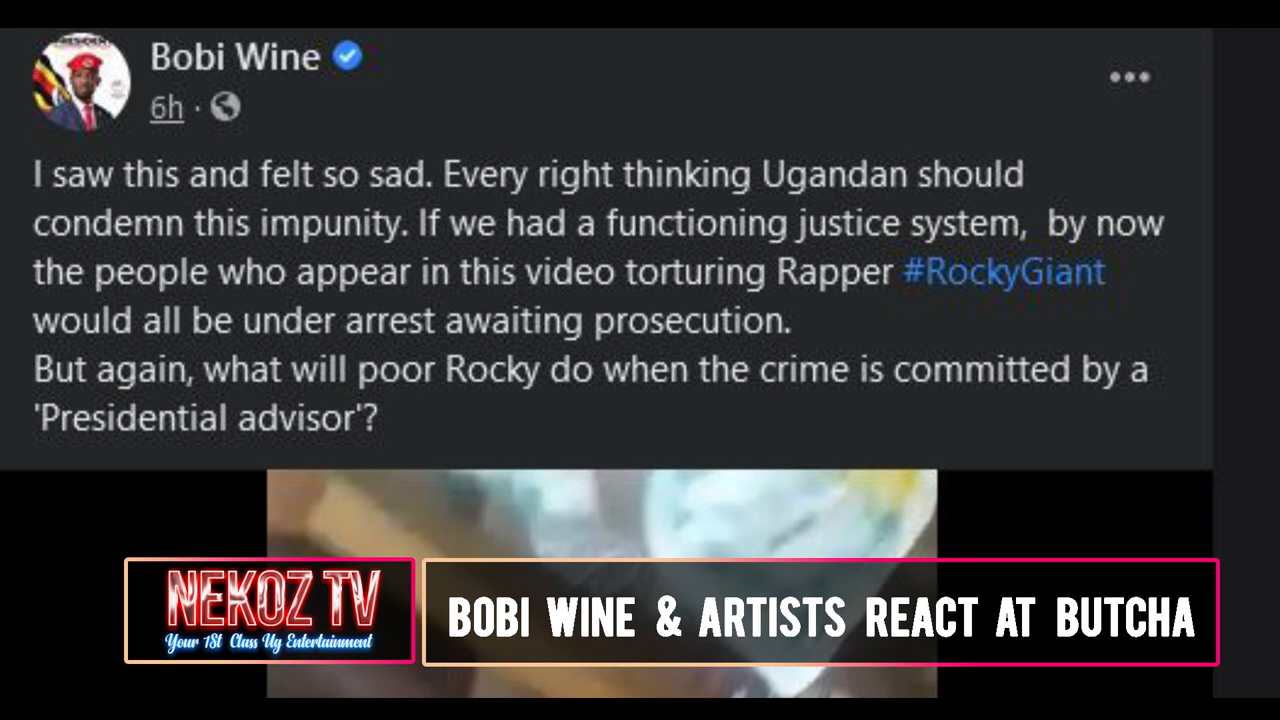 Bobi Wine
6h ·
I saw this and felt so sad. Every right thinking Ugandan should
condemn this impunity. If we had a functioning justice system,  by now
the people who appear in this video torturing Rapper #RockyGiant
would all be under arrest awaiting prosecution.
But again, what will poor Rocky do when the crime is committed by a
'Presidential advisor'?
NEKOZ TV
Your 1St Class Ug Entertainment
BOBI WINE & ARTISTS REACT AT BUTCHA